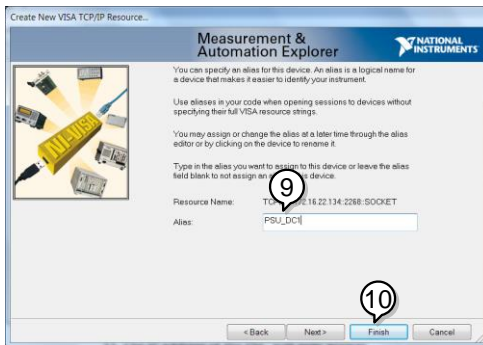 Create New VISA TCP/IP Resource...
Measurement &
Automation Explorer
NATIONAL
INSTRUMENTS
You can specify an alias for this device. An alias is a logical name for
a device that makes it easier to identify your instrument.
Use aliases in your code when opening sessions to devices without
specifying their full VISA resource strings.
You may assign or change the alias at a later time through the alias
editor or by clicking on the device to rename it.
Type in the alias you want to assign to this device or leave the alias
field blank to not assign an this device.
9
Resource Name: 2.16.22.134::2268::SOCKET
Alias: PSU_DC1
10
< Back Next > Finish Cancel
NI-VISA